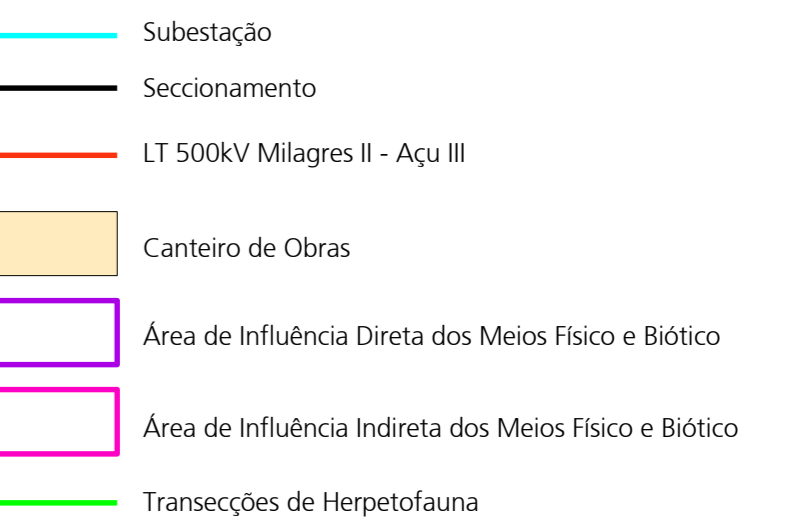 Subestação
Seccionamento
LT 500kV Milagres II - Açu III
Canteiro de Obras
Área de Influência Direta dos Meios Físico e Biótico
Área de Influência Indireta dos Meios Físico e Biótico
Transecções de Herpetofauna